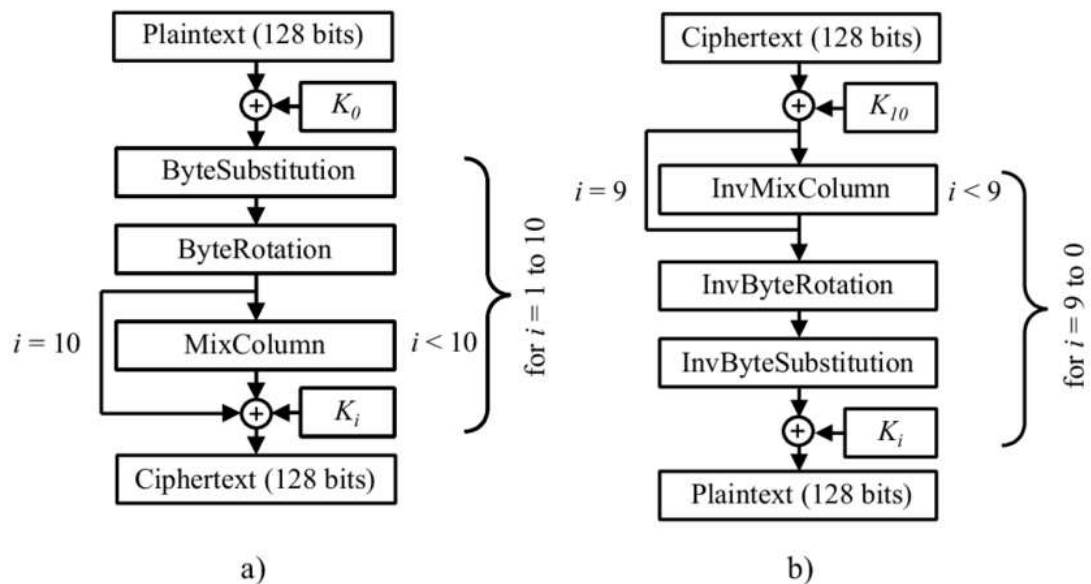 Plaintext (128 bits)
K0
ByteSubstitution
ByteRotation
MixColumn
i = 10
i < 10
for i = 1 to 10
Ki
Ciphertext (128 bits)
a)
Ciphertext (128 bits)
K10
InvMixColumn
i = 9
i < 9
InvByteRotation
for i = 9 to 0
InvByteSubstitution
Ki
Plaintext (128 bits)
b)